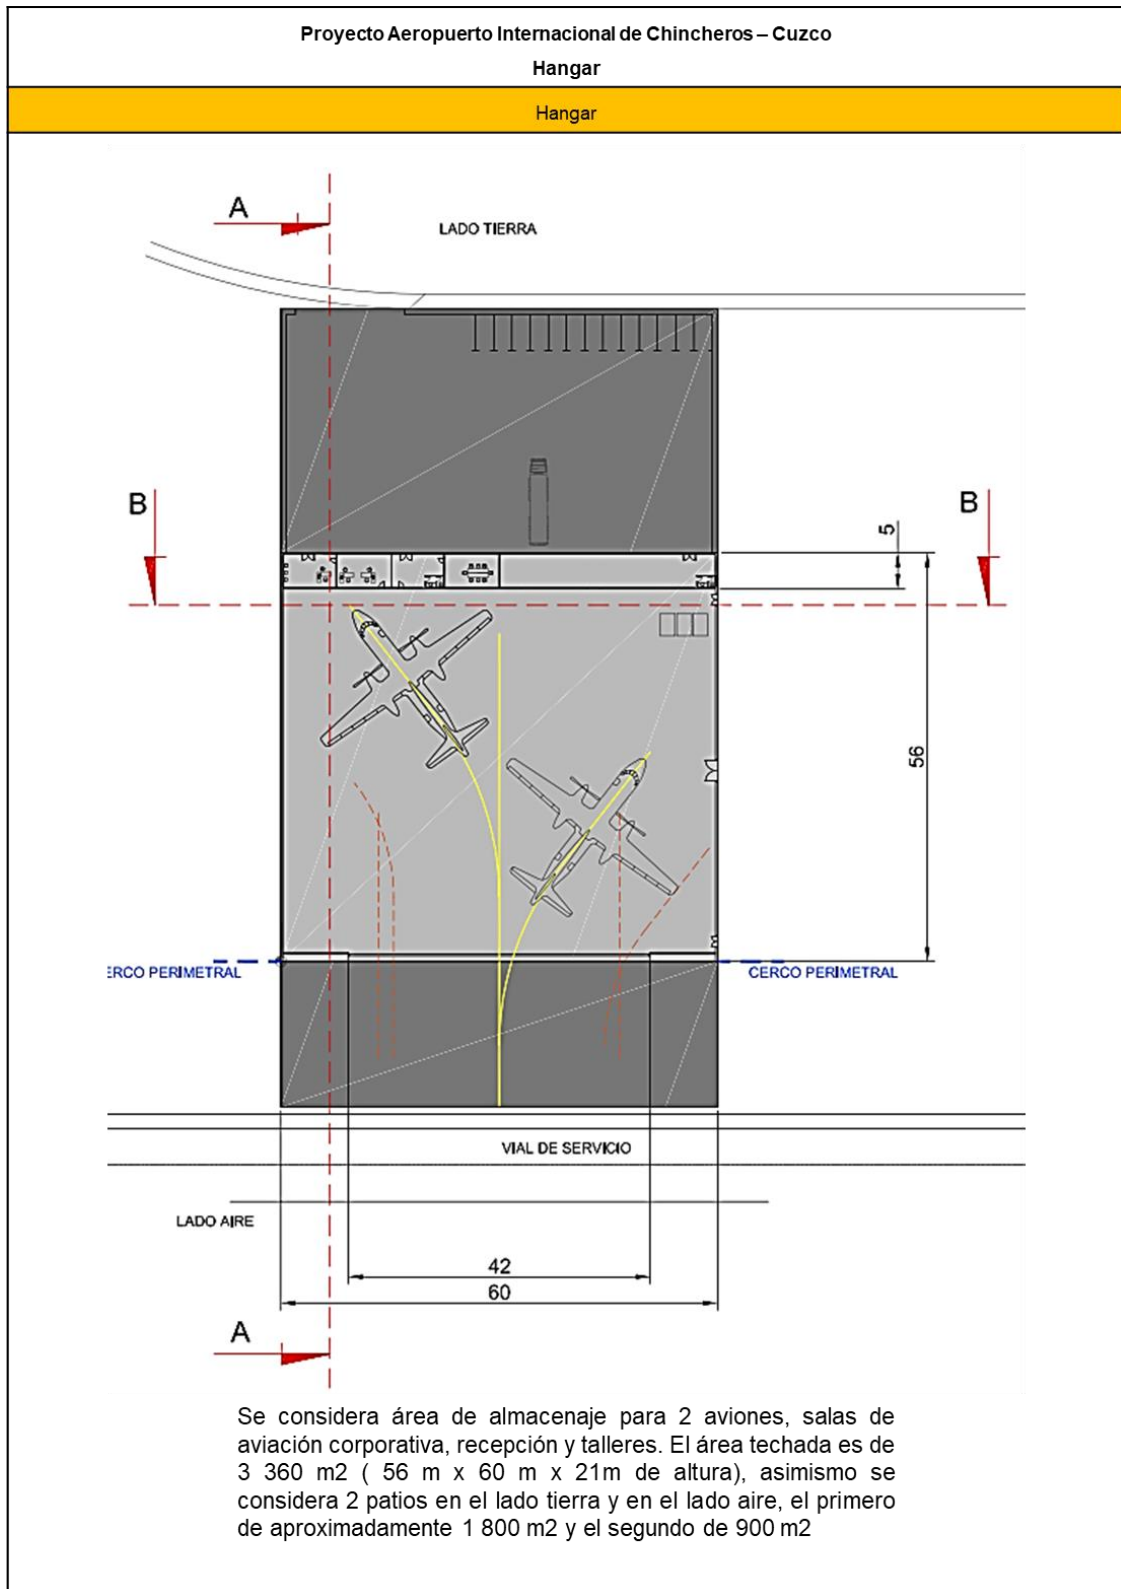 Proyecto Aeropuerto Internacional de Chincheros – Cuzco
Hangar
Hangar
A
LADO TIERRA
B
B
5
56
ERCO PERIMETRAL
CERCO PERIMETRAL
VIAL DE SERVICIO
LADO AIRE
42
60
A
Se considera área de almacenaje para 2 aviones, salas de
aviación corporativa, recepción y talleres. El área techada es de
3 360 m2 ( 56 m x 60 m x 21m de altura), asimismo se
considera 2 patios en el lado tierra y en el lado aire, el primero
de aproximadamente 1 800 m2 y el segundo de 900 m2